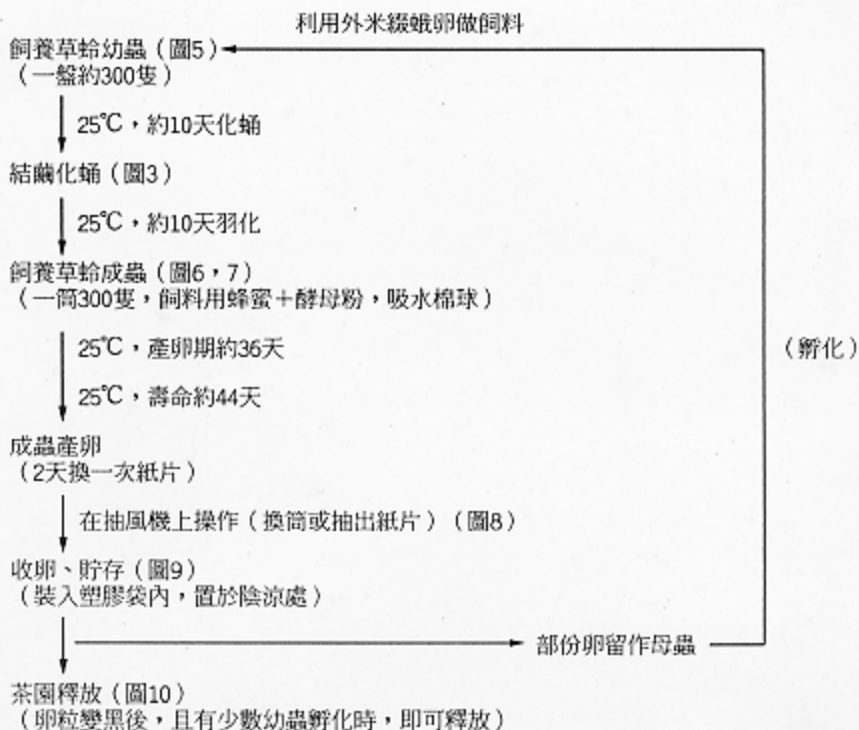 利用外米綴蛾卵做飼料
飼養草蛉幼蟲（圖5）
（一盤約300隻）
25℃，約10天化蛹
結繭化蛹（圖3）
25℃，約10天羽化
飼養草蛉成蟲（圖6，7）
（一筒300隻，飼料用蜂蜜＋酵母粉，吸水棉球）
25℃，產卵期約36天
（孵化）
25℃，壽命約44天
成蟲產卵
（2天換一次紙片）
在抽風機上操作（換筒或抽出紙片）（圖8）
收卵、貯存（圖9）
（裝入塑膠袋內，置於陰涼處）
部份卵留作母蟲
茶園釋放（圖10）
（卵粒變黑後，且有少數幼蟲孵化時，即可釋放）